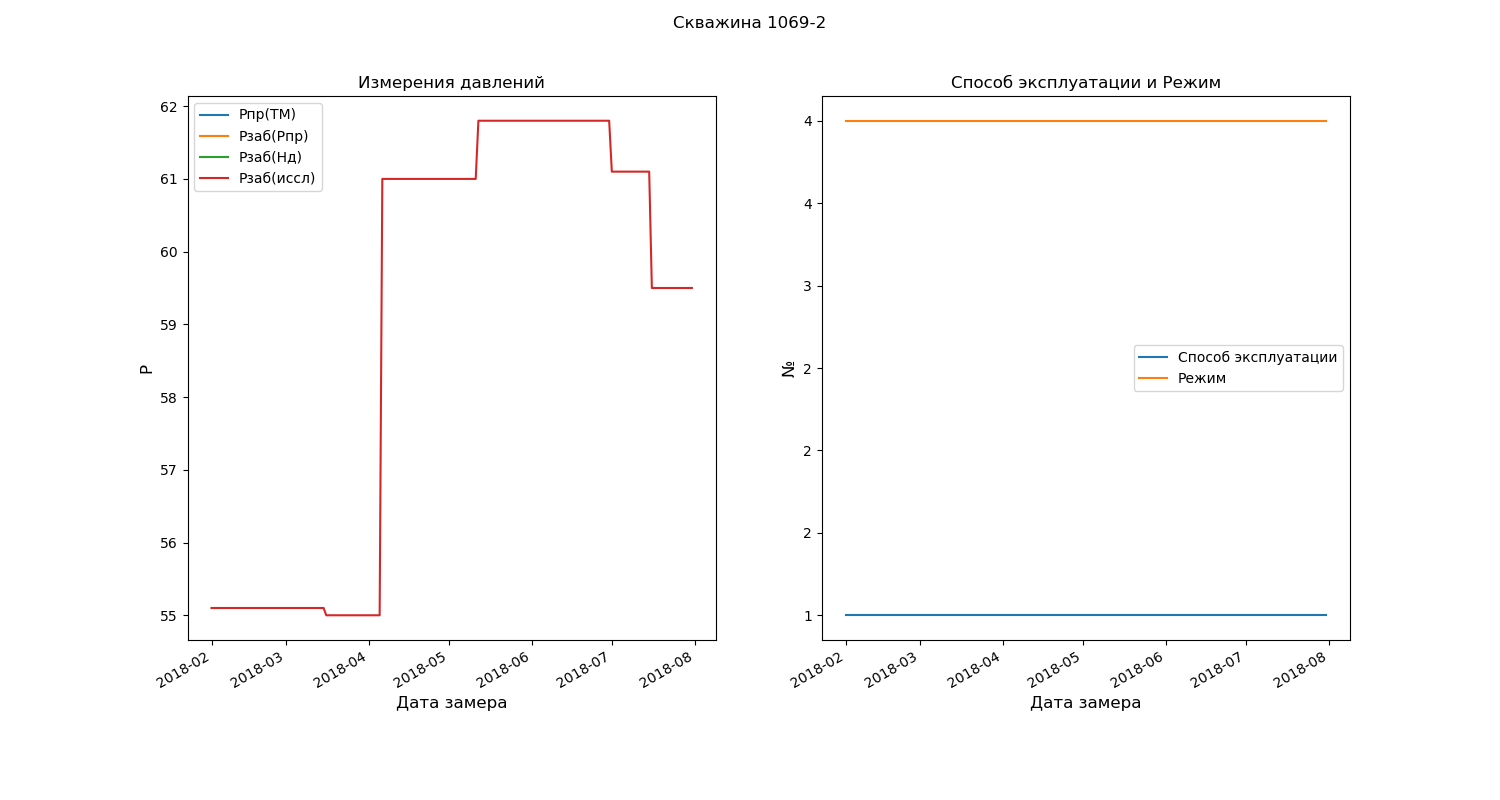 Скважина 1069-2
Измерения давлений
62
61
60
59
58
57
56
55
P
Рпр(ТМ)
Рзаб(Рпр)
Рзаб(Нд)
Рзаб(иссл)
2018-02
2018-03
2018-04
2018-05
2018-06
2018-07
2018-08
Дата замера
Способ эксплуатации и Режим
4
4
3
2
2
2
1
№
Способ эксплуатации
Режим
2018-02
2018-03
2018-04
2018-05
2018-06
2018-07
2018-08
Дата замера